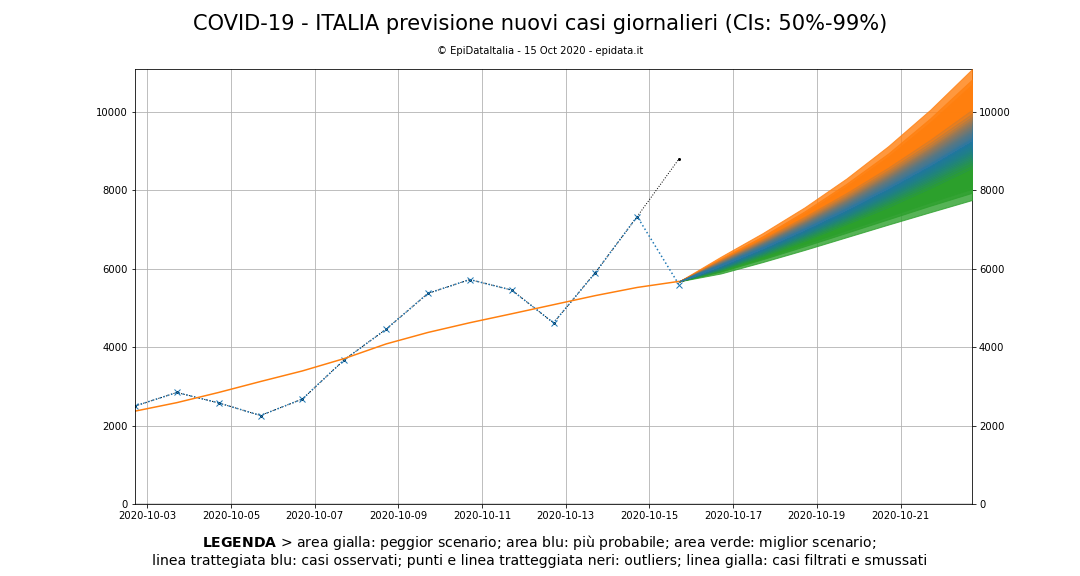 COVID-19 - ITALIA previsione nuovi casi giornalieri (CIs: 50%-99%)
© EpiDataItalia - 15 Oct 2020 - epidata.it
10000 10000
8000 8000
6000 6000
4000 4000
2000 2000
0 0
2020-10-03 2020-10-05 2020-10-07 2020-10-09 2020-10-11 2020-10-13 2020-10-15 2020-10-17 2020-10-19 2020-10-21
LEGENDA > area gialla: peggior scenario; area blu: più probabile; area verde: miglior scenario;
linea trattegiata blu: casi osservati; punti e linea tratteggiata neri: outliers; linea gialla: casi filtrati e smussati